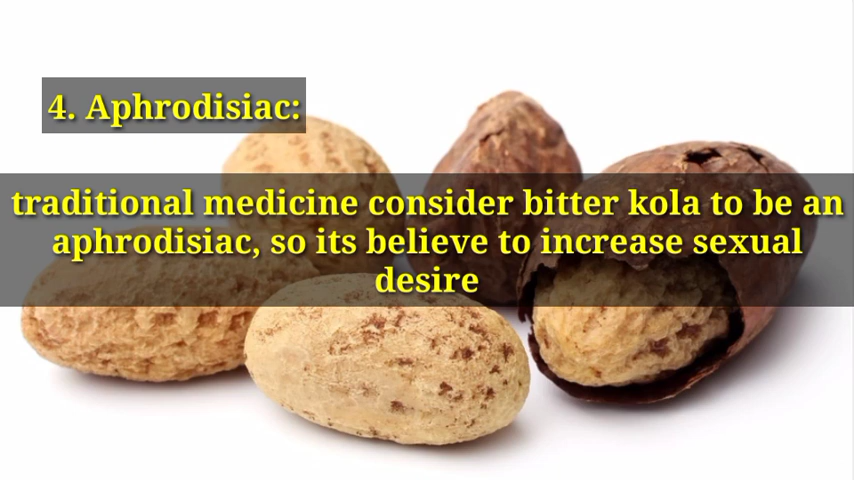 4. Aphrodisiac:
traditional medicine consider bitter kola to be an
aphrodisiac, so its believe to increase sexual
desire